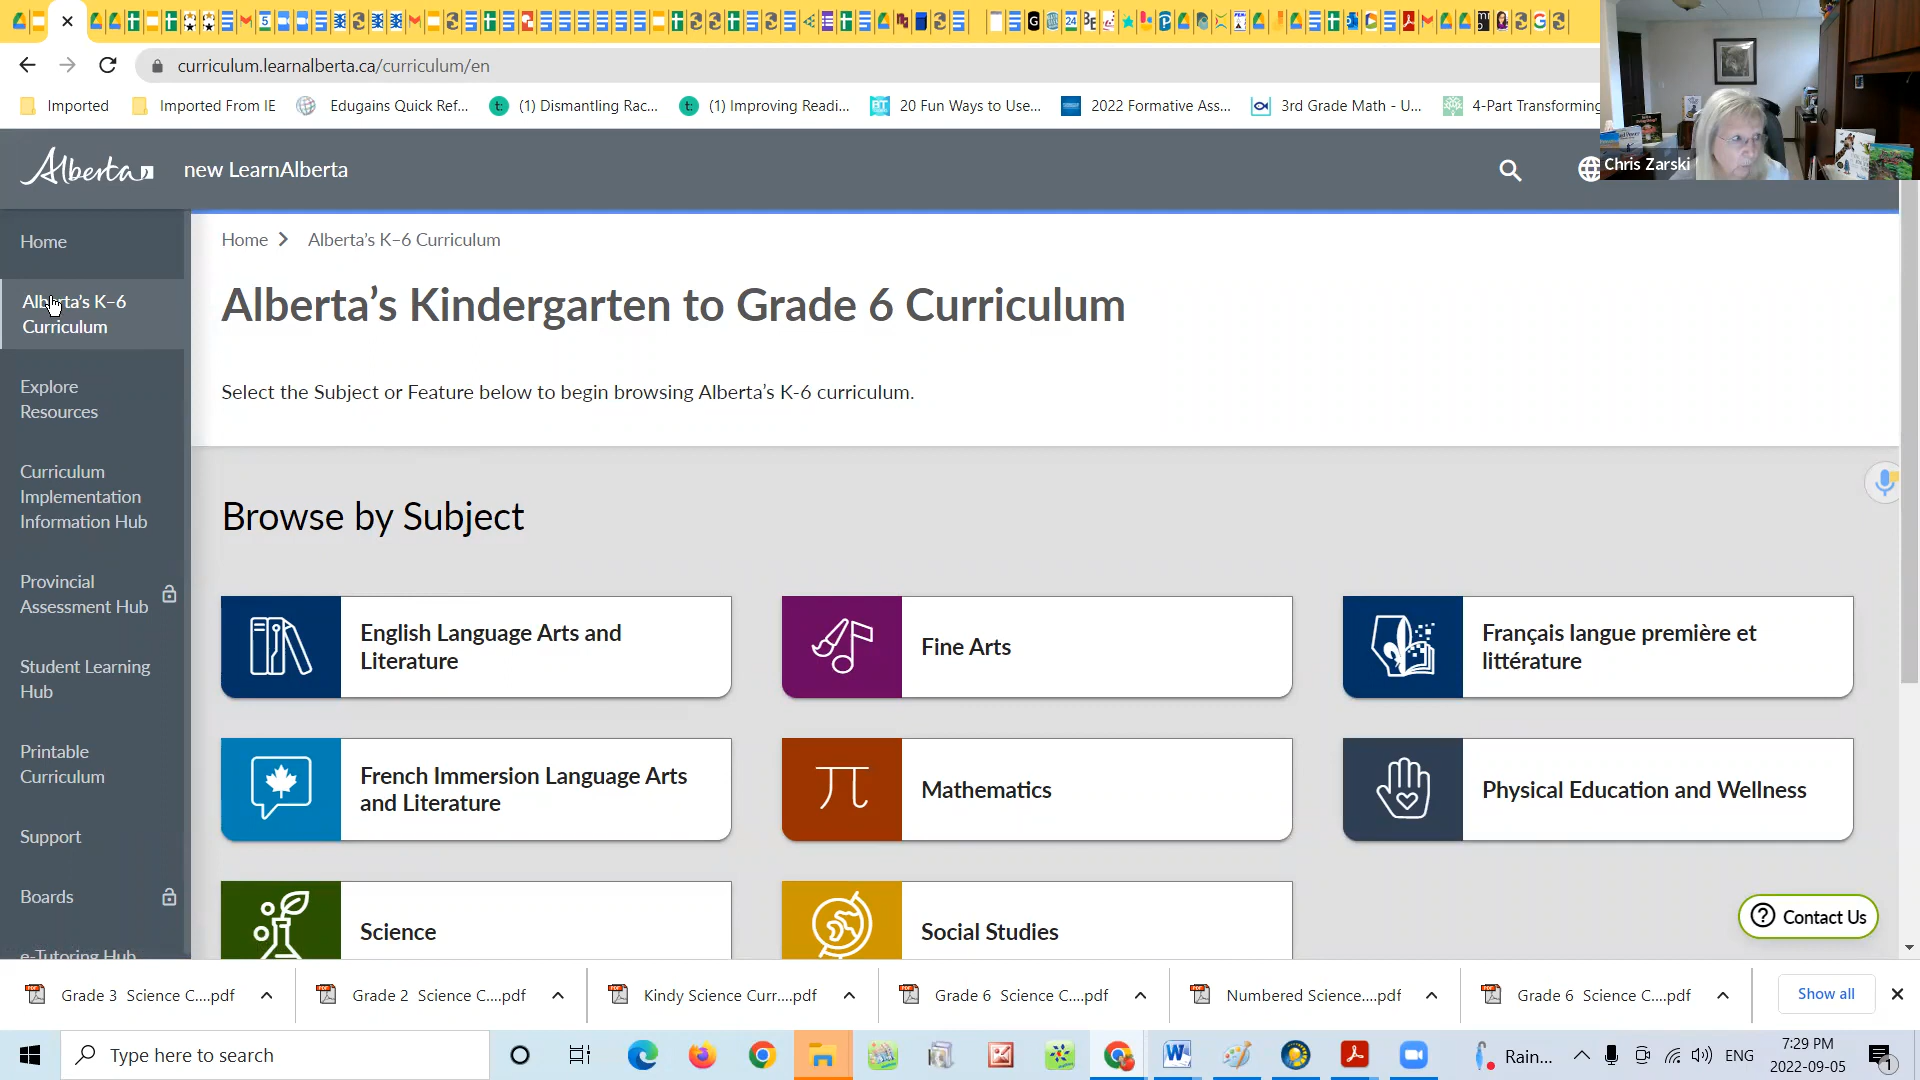 curriculum.learnalberta.ca/curriculum/en
Imported
Imported From IE
Edugains Quick Ref...
(1) Dismantling Rac...
(1) Improving Readi...
20 Fun Ways to Use...
2022 Formative Ass...
3rd Grade Math - U...
4-Part Transforming
Chris Zarski
Alberta
new LearnAlberta
Home
Alberta's K–6
Curriculum
Explore
Resources
Curriculum
Implementation
Information Hub
Provincial
Assessment Hub
Student Learning
Hub
Printable
Curriculum
Support
Boards
e-Tutoring Hub
Home > Alberta's K–6 Curriculum
Alberta's Kindergarten to Grade 6 Curriculum
Select the Subject or Feature below to begin browsing Alberta's K-6 curriculum.
Browse by Subject
English Language Arts and
Literature
Fine Arts
Français langue première et
littérature
French Immersion Language Arts
and Literature
Mathematics
Physical Education and Wellness
Science
Social Studies
Contact Us
Grade 3 Science C....pdf
Grade 2 Science C....pdf
Kindy Science Curr....pdf
Grade 6 Science C....pdf
Numbered Science....pdf
Grade 6 Science C....pdf
Show all
Type here to search
Rain...
ENG
7:29 PM
2022-09-05
1